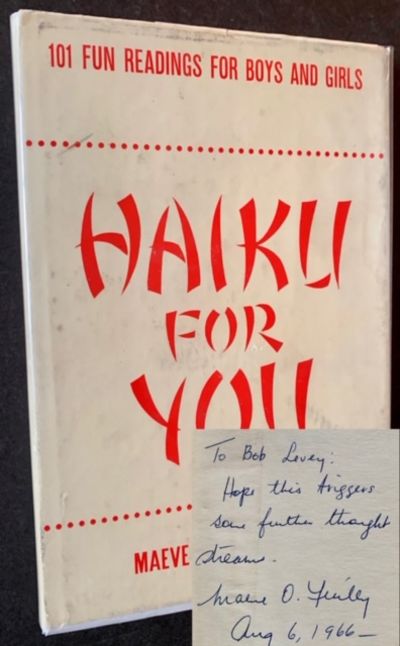 101 FUN READINGS FOR BOYS AND GIRLS
HAIKU
FOR
YOU
MAEVE
To Bob Levey:
Hope this triggers
some further thought
streams.
Maeve O. Finley
Aug 6, 1966—